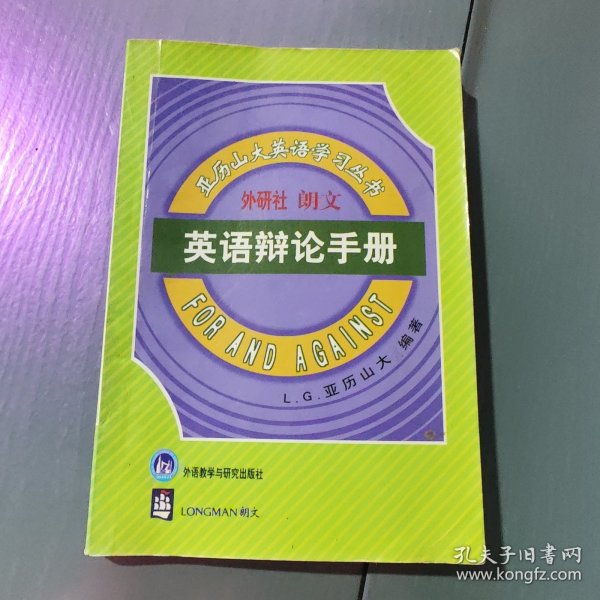 亚历山大英语学习丛书
外研社 朗文
英语辩论手册
FOR AND AGAINST
L.G.亚历山大 编著
外语教学与研究出版社
LONGMAN朗文
孔夫子旧书网
www.kongfz.com